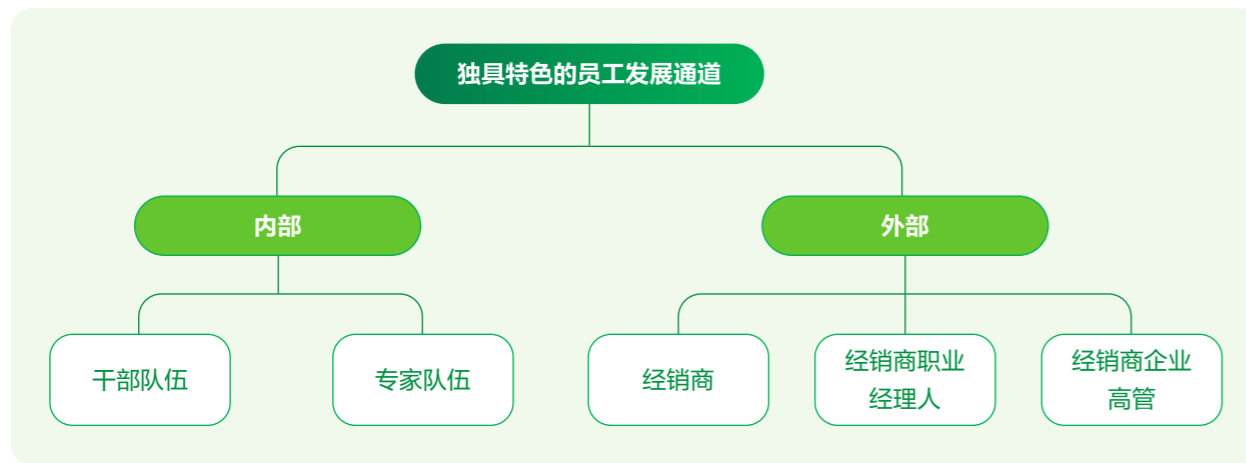 独具特色的员工发展通道
内部
外部
干部队伍
专家队伍
经销商
经销商职业
经理人
经销商企业
高管